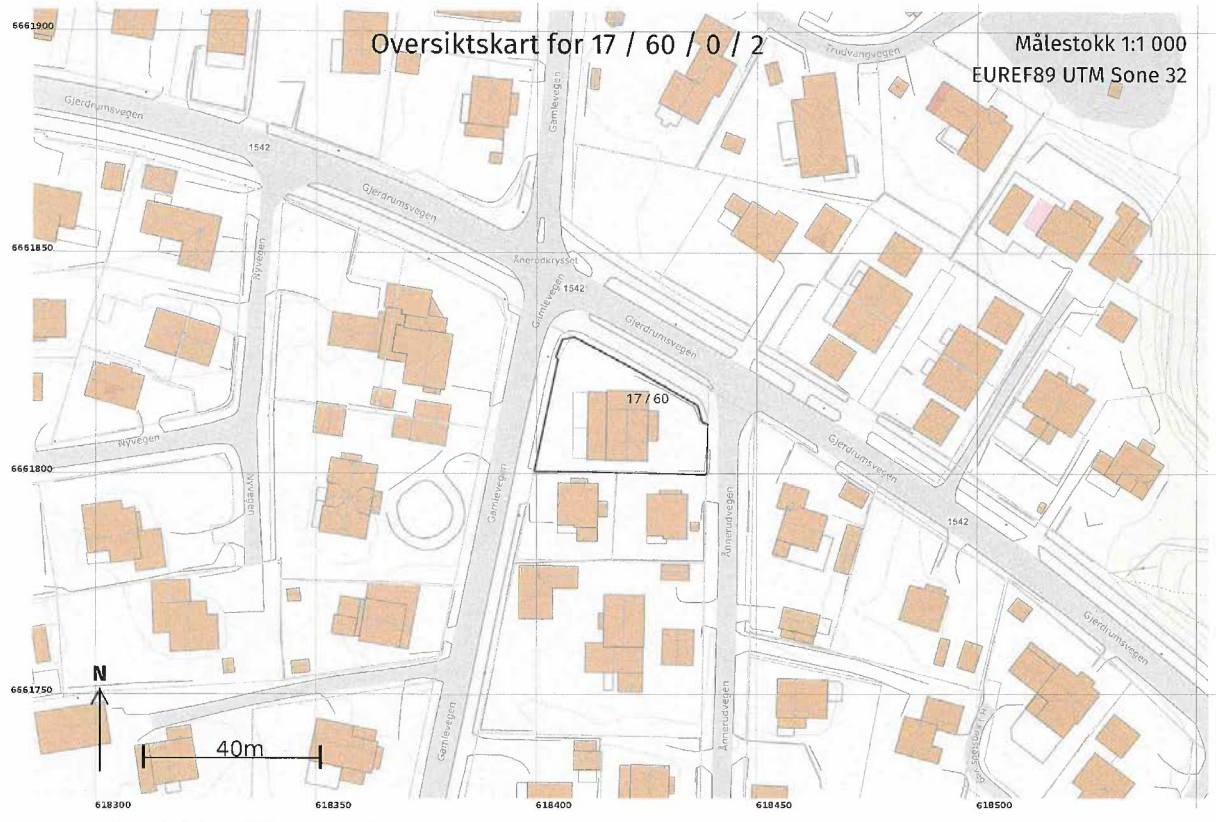 6661900
Oversiktskart for 17 / 60 / 0 / 2
Målestokk 1:1 000
EUREF89 UTM Sone 32
Trudvangvegen
Gamlevegen
Gjerdrumsvegen
1542
Gjerdrumsvegen
6661850
Nyvegen
Ånerudkrysset
1542
Gamlevegen
Gjerdrumsvegen
17 / 60
Nyvegen
Gjerdrumsvegen
6661800
Nyvegen
Gamlevegen
Ånnerudvegen
1542
Gjerdrumsvegen
N
6661750
Ånnerudvegen
Gamlevegen
40m
618300
618350
618400
618450
618500